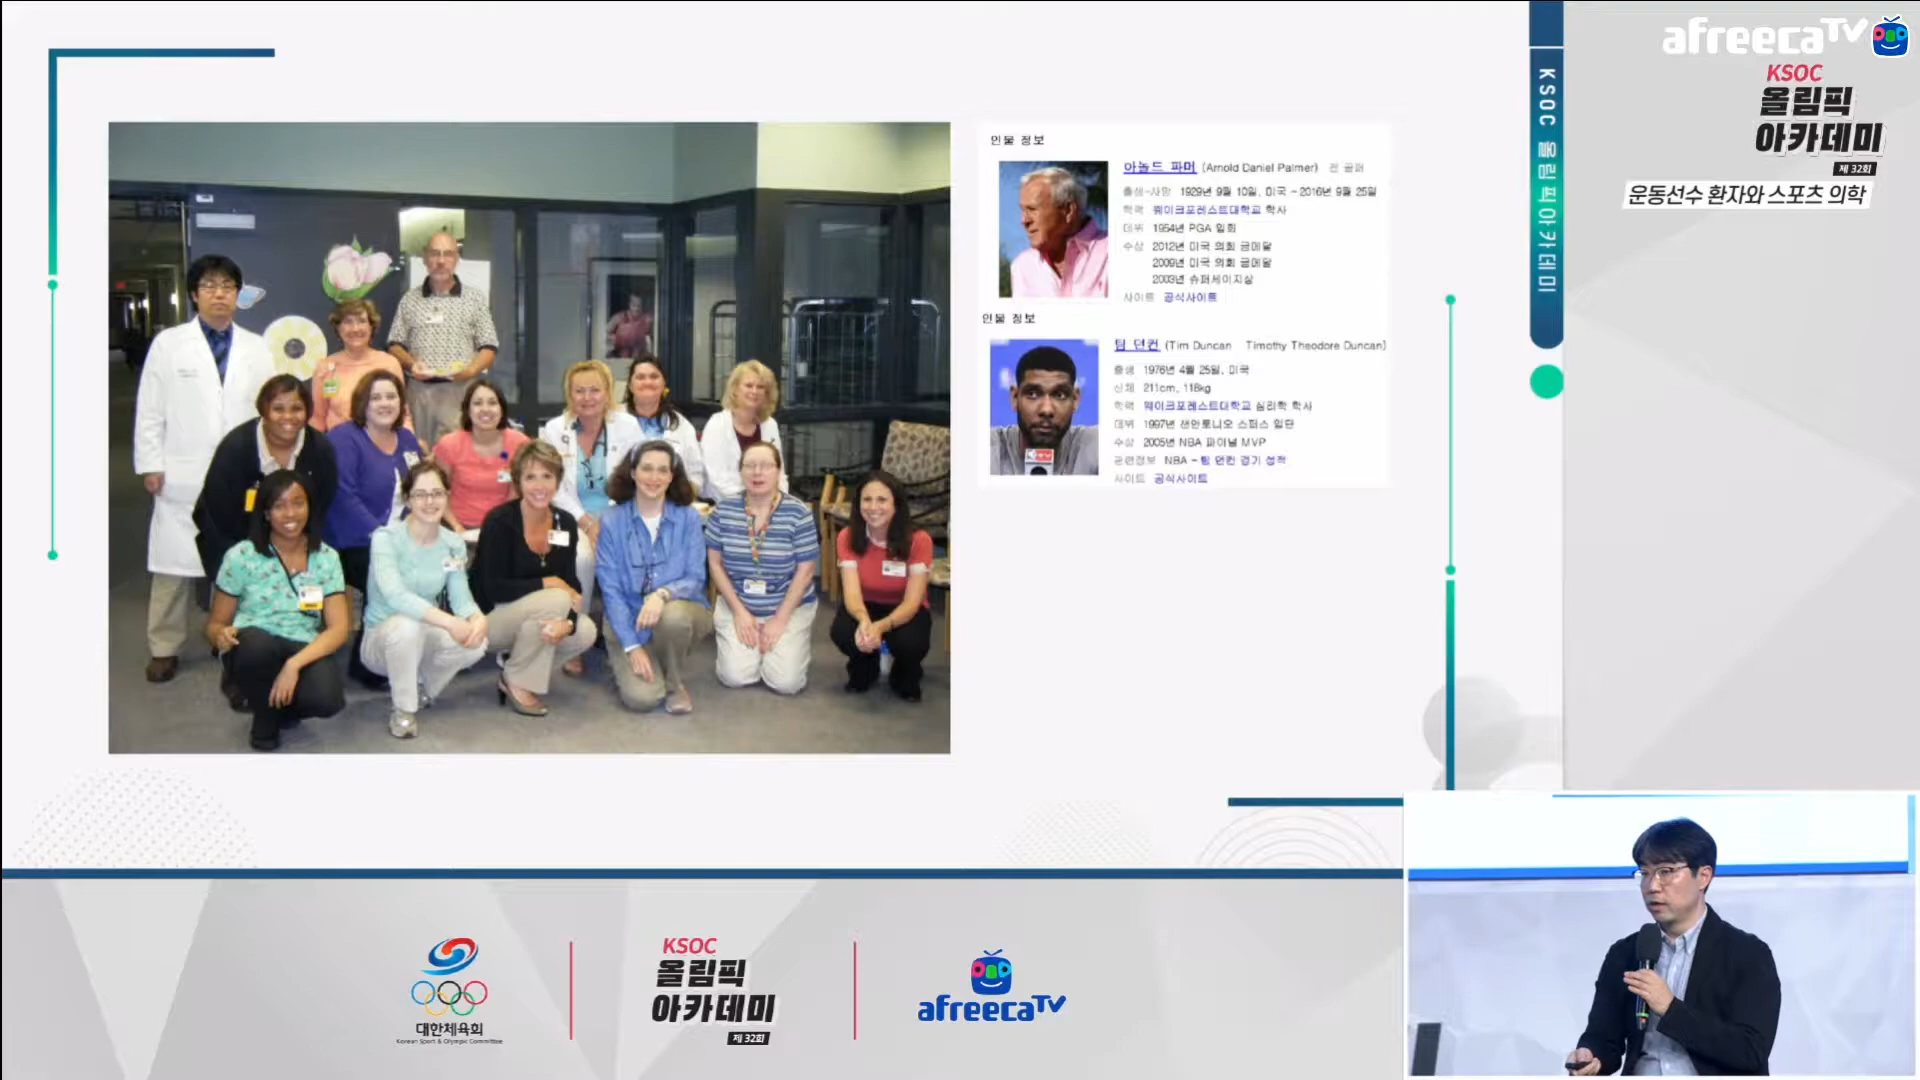 인물 정보
아놀드 파머 (Arnold Daniel Palmer) 전 골퍼
출생-사망 1929년 9월 10일, 미국 - 2016년 9월 25일
학력 웨이크포레스트대학교 학사
데뷔 1954년 PGA 입회
수상 2012년 미국 의회 금메달
2009년 미국 의회 금메달
2003년 슈퍼세이지상
사이트 공식사이트
인물 정보
팀 던컨 (Tim Duncan Timothy Theodore Duncan)
출생 1976년 4월 25일, 미국
신체 211cm, 118kg
학력 웨이크포레스트대학교 심리학 학사
데뷔 1997년 샌안토니오 스퍼스 입단
수상 2005년 NBA 파이널 MVP
관련정보 NBA - 팀 던컨 경기 성적
사이트 공식사이트
KSOC 올림픽아카데미
afreecaTV
KSOC
올림픽
아카데미
제 32회
운동선수 환자와 스포츠 의학
대한체육회
Korean Sport & Olympic Committee
KSOC
올림픽
아카데미
제 32회
afreecaTV